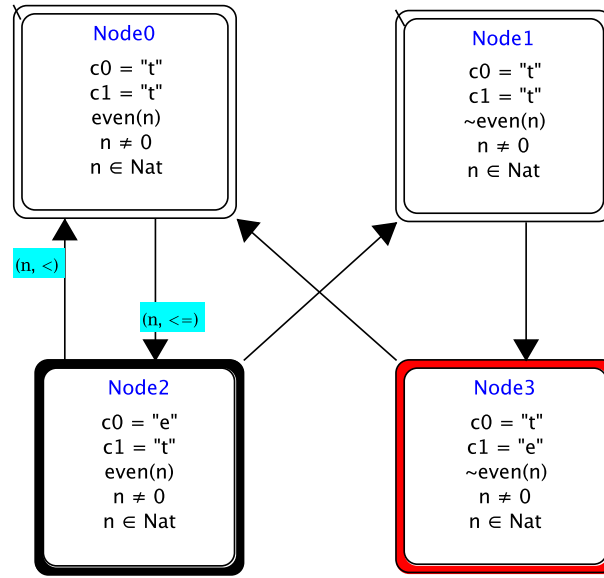 Node0
c0 = "t"
c1 = "t"
even(n)
n ≠ 0
n ∈ Nat
Node1
c0 = "t"
c1 = "t"
~even(n)
n ≠ 0
n ∈ Nat
(n, <)
(n, <=)
Node2
c0 = "e"
c1 = "t"
even(n)
n ≠ 0
n ∈ Nat
Node3
c0 = "t"
c1 = "e"
~even(n)
n ≠ 0
n ∈ Nat